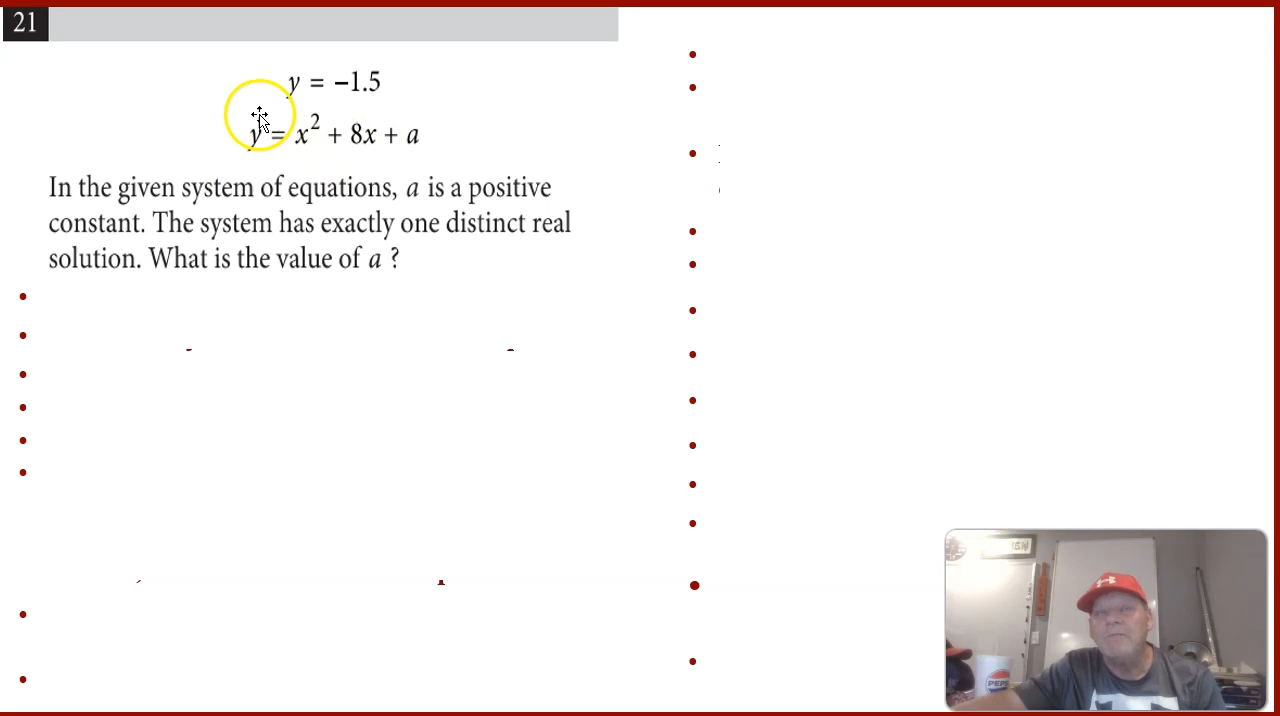 21
y = −1.5
y = x² + 8x + a
In the given system of equations, a is a positive
constant. The system has exactly one distinct real
solution. What is the value of a ?
PEPSI